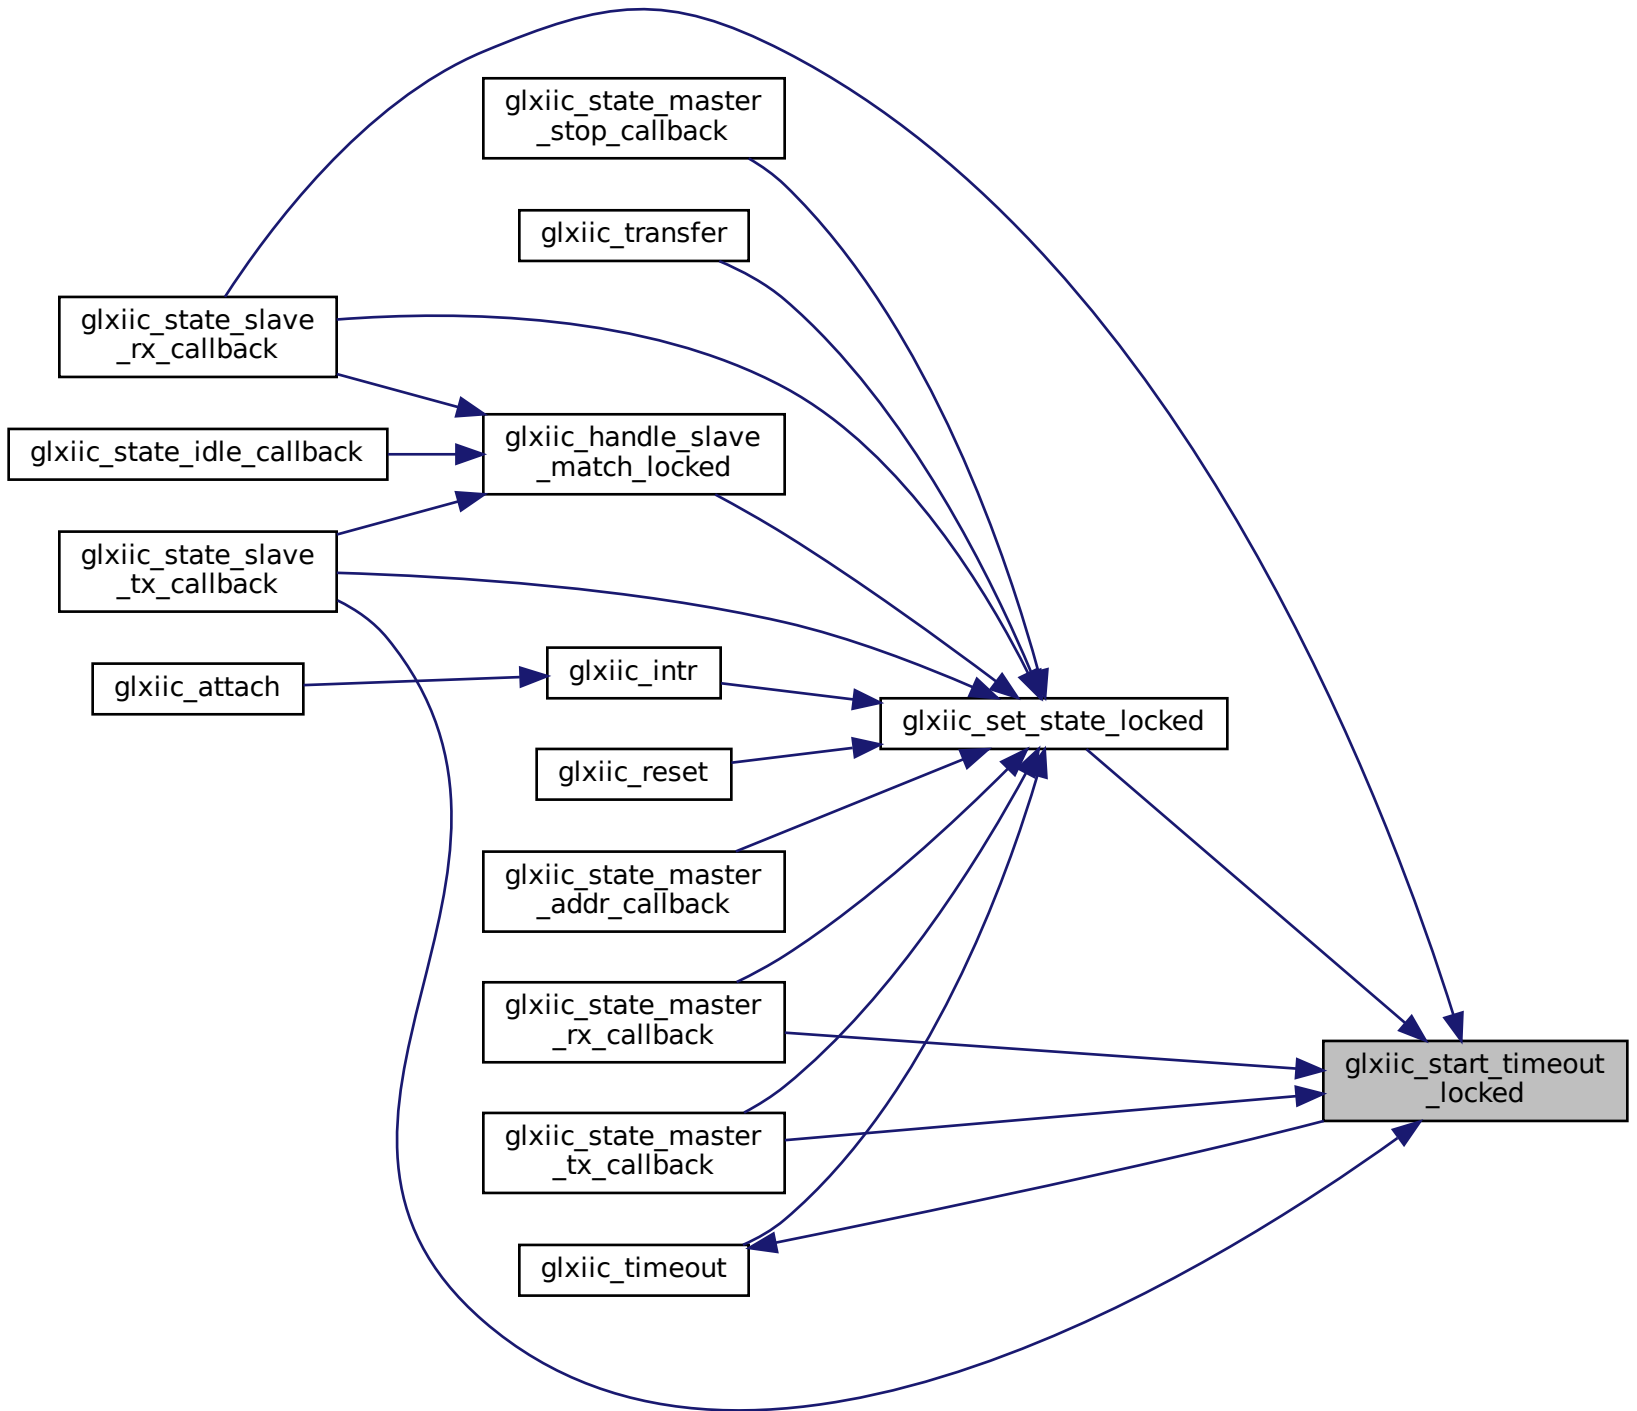 glxiic_state_master
_stop_callback
glxiic_transfer
glxiic_state_slave
_rx_callback
glxiic_handle_slave
_match_locked
glxiic_state_idle_callback
glxiic_state_slave
_tx_callback
glxiic_intr
glxiic_attach
glxiic_set_state_locked
glxiic_reset
glxiic_state_master
_addr_callback
glxiic_state_master
_rx_callback
glxiic_start_timeout
_locked
glxiic_state_master
_tx_callback
glxiic_timeout